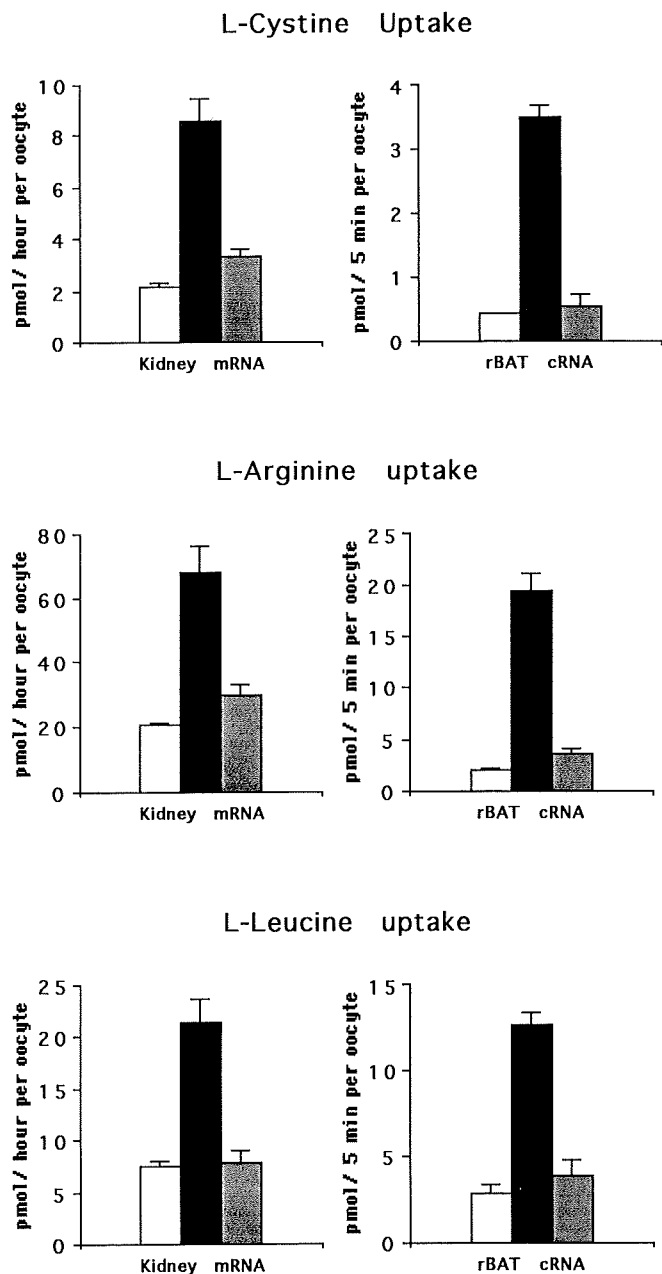 L-Cystine Uptake
pmol/ hour per oocyte
10
8
6
4
2
0
Kidney mRNA
pmol/ 5 min per oocyte
4
3
2
1
0
rBAT cRNA
L-Arginine uptake
pmol/ hour per oocyte
80
60
40
20
0
Kidney mRNA
pmol/ 5 min per oocyte
25
20
15
10
5
0
rBAT cRNA
L-Leucine uptake
pmol/ hour per oocyte
25
20
15
10
5
0
Kidney mRNA
pmol/ 5 min per oocyte
15
10
5
0
rBAT cRNA